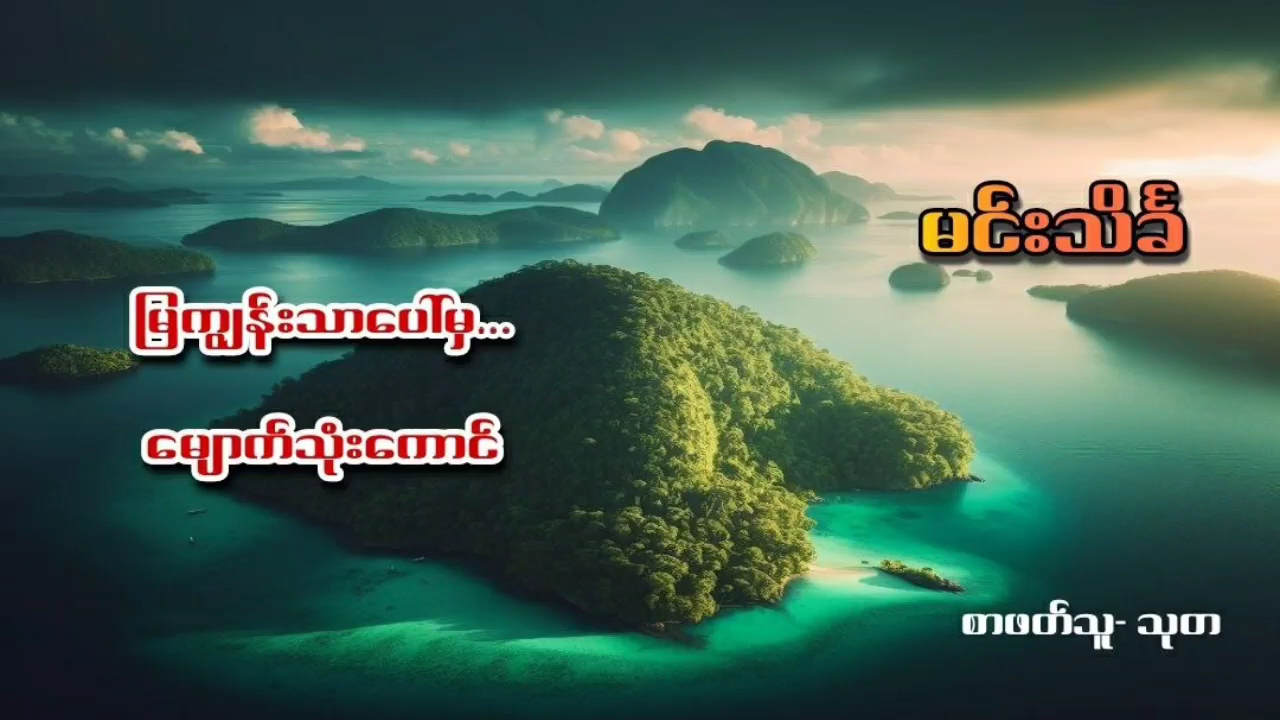 မင်းသိင်္ခ
မြကျွန်းသာပေါ်မှ...
မျောက်သုံးကောင်
စာဖတ်သူ- သုတ